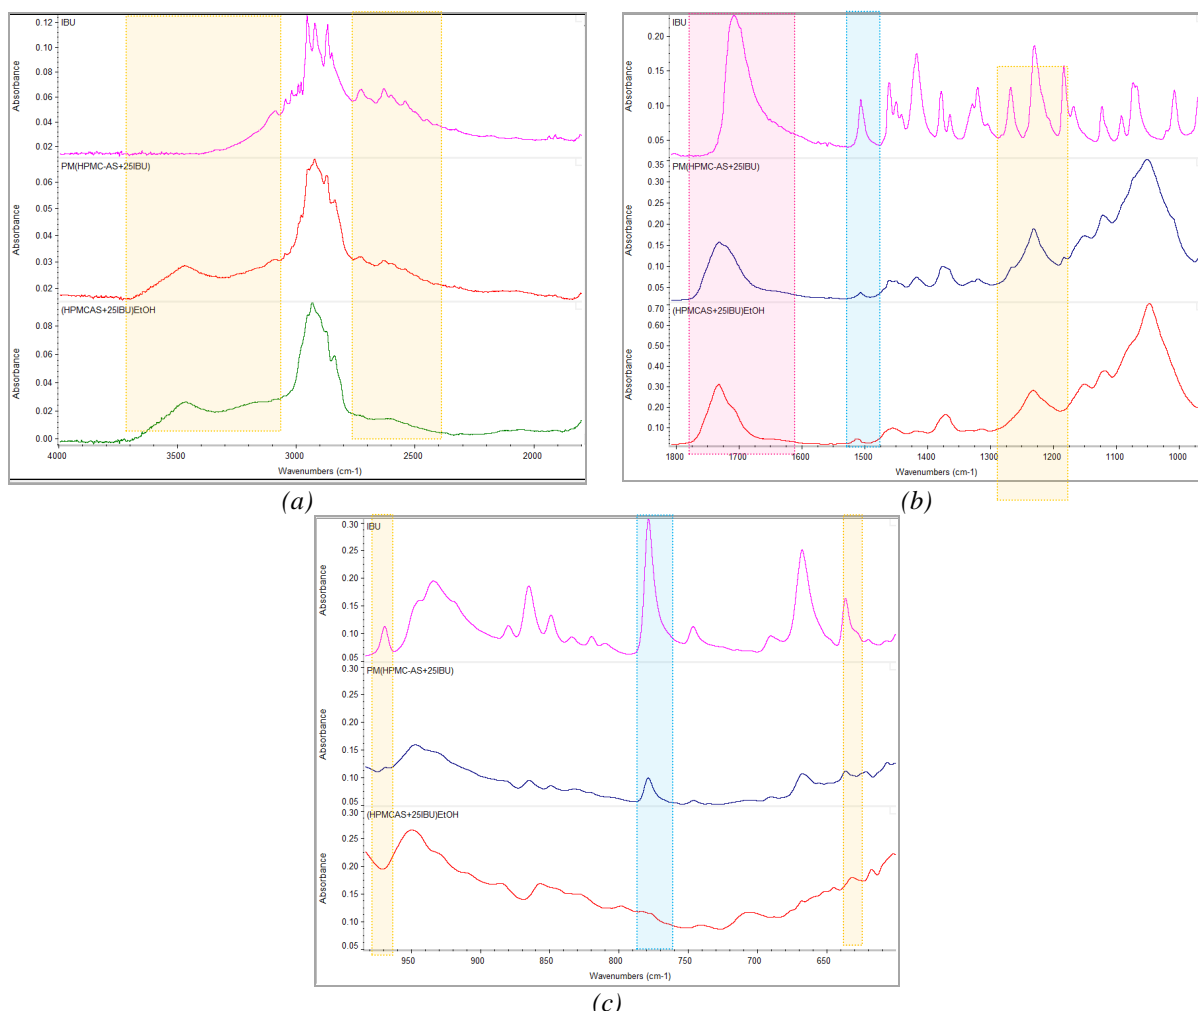 IBU
0.12
0.10
0.08
0.06
0.04
0.02
Absorbance
PM(HPMC-AS+25IBU)
0.06
0.05
0.04
0.03
0.02
Absorbance
(HPMCAS+25IBU)EtOH
0.08
0.06
0.04
0.02
0.00
Absorbance
4000 3500 3000 2500 2000
Wavenumbers (cm-1)
(a)
IBU
0.20
0.15
0.10
0.05
Absorbance
0.35
PM(HPMC-AS+25IBU)
0.30
0.25
0.20
0.15
0.10
0.05
Absorbance
(HPMCAS+25IBU)EtOH
0.70
0.60
0.50
0.40
0.30
0.20
0.10
Absorbance
1800 1700 1600 1500 1400 1300 1200 1100 1000
Wavenumbers (cm-1)
(b)
IBU
0.30
0.25
0.20
0.15
0.10
0.05
Absorbance
0.30
PM(HPMC-AS+25IBU)
0.25
0.20
0.15
0.10
0.05
Absorbance
0.30
(HPMCAS+25IBU)EtOH
0.25
0.20
0.15
0.10
0.05
Absorbance
950 900 850 800 750 700 650
Wavenumbers (cm-1)
(c)